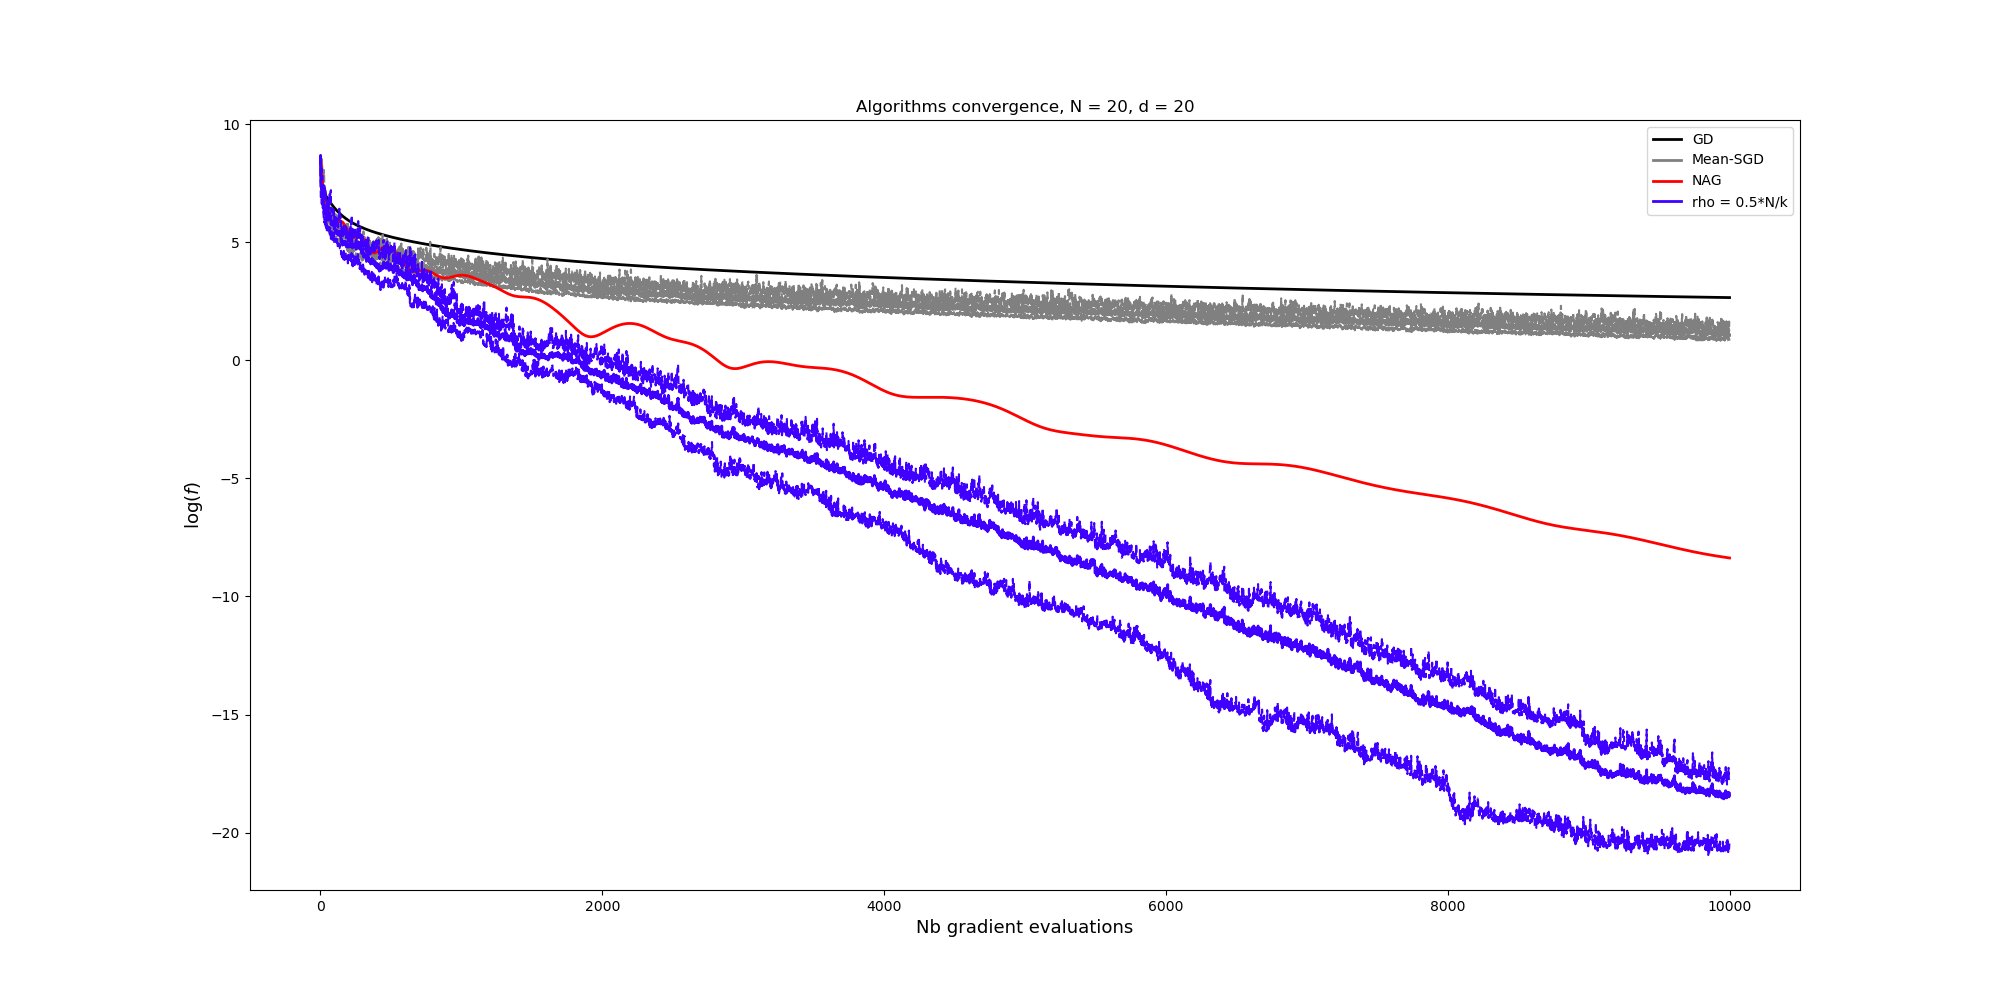 Algorithms convergence, N = 20, d = 20
GD
Mean-SGD
NAG
rho = 0.5*N/k
10
5
0
−5
−10
−15
−20
log(f)
0 2000 4000 6000 8000 10000
Nb gradient evaluations